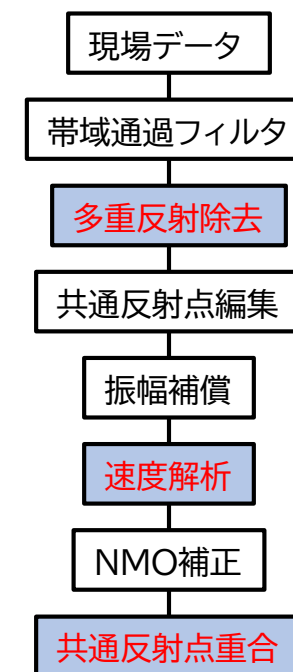 現場データ
帯域通過フィルタ
多重反射除去
共通反射点編集
振幅補償
速度解析
NMO補正
共通反射点重合